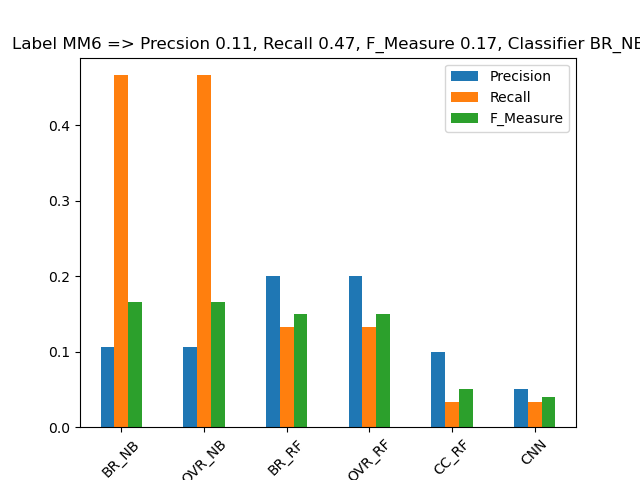 Label MM6 => Precsion 0.11, Recall 0.47, F_Measure 0.17, Classifier BR_NB
Precision
Recall
F_Measure
0.4
0.3
0.2
0.1
0.0
BR_NB
OVR_NB
BR_RF
OVR_RF
CC_RF
CNN